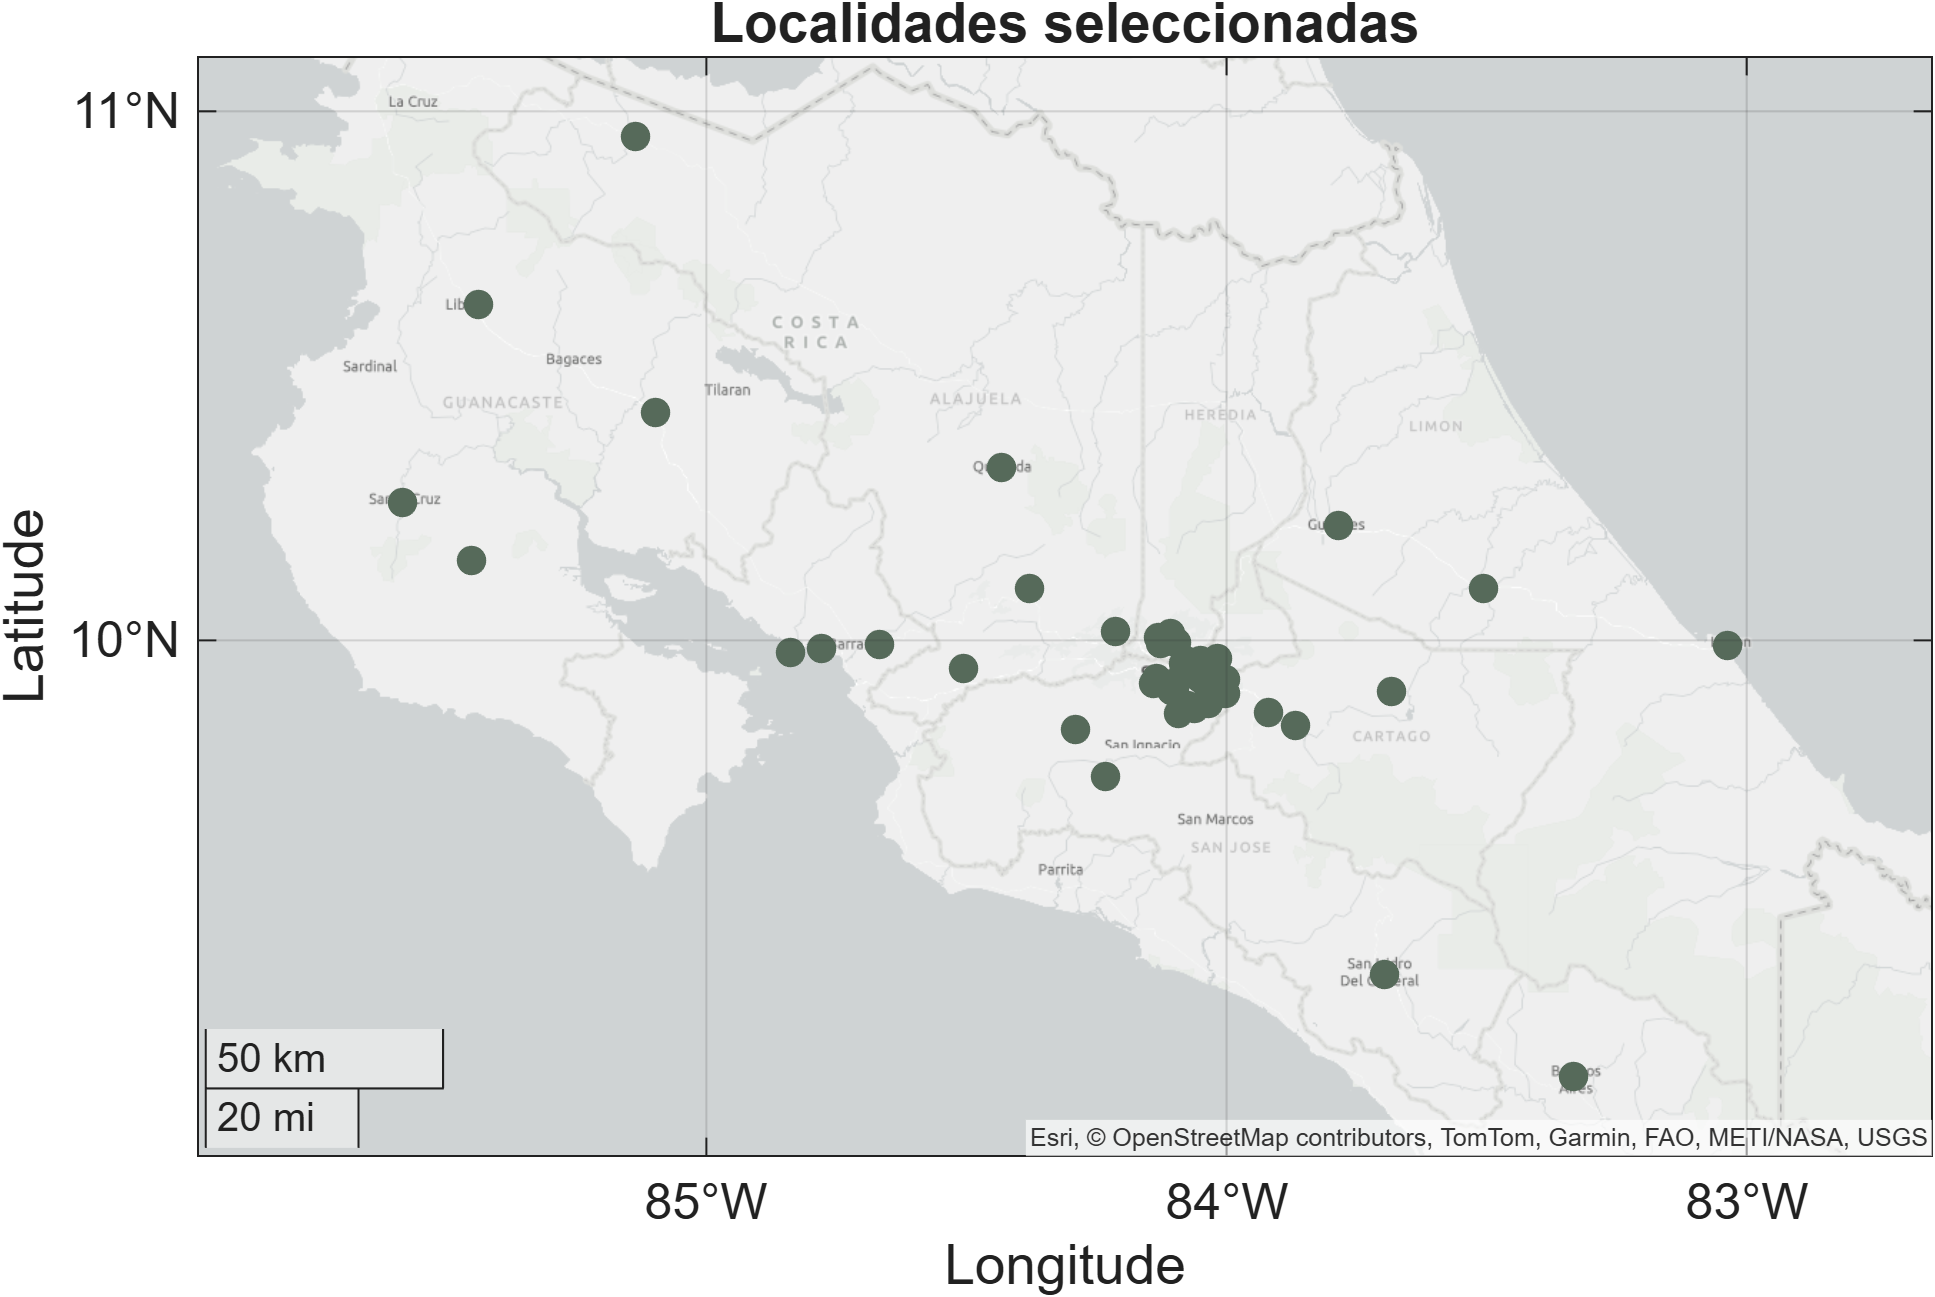 Localidades seleccionadas
11°N
10°N
Latitude
La Cruz
COSTA
RICA
Sardinal
Bagaces
Tilaran
GUANACASTE
ALAJUELA
HEREDIA
LIMON
San Ignacio
CARTAGO
San Marcos
SAN JOSE
Parrita
50 km
20 mi
Esri, © OpenStreetMap contributors, TomTom, Garmin, FAO, METI/NASA, USGS
85°W
84°W
83°W
Longitude